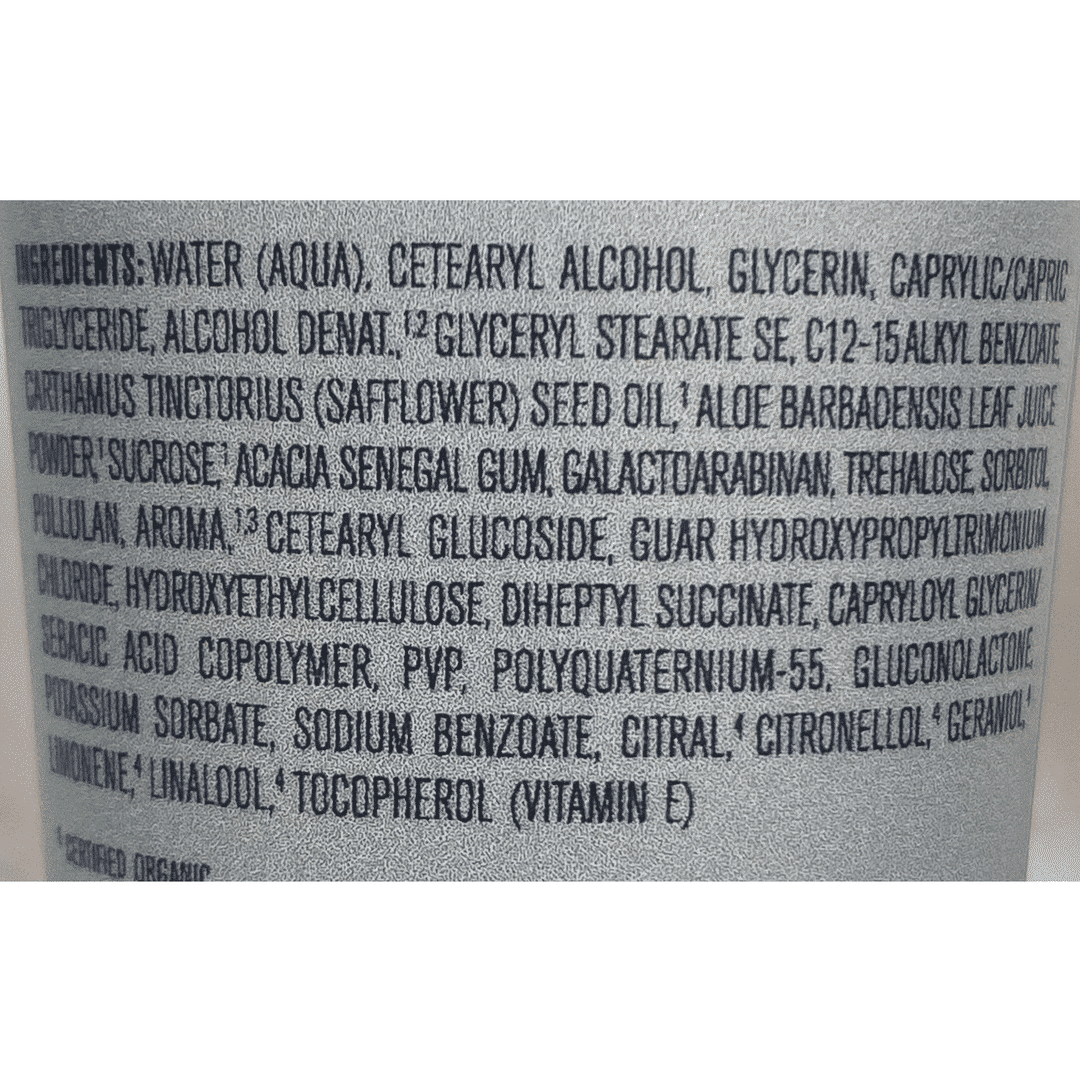 INGREDIENTS: WATER (AQUA), CETEARYL ALCOHOL, GLYCERIN, CAPRYLIC/CAPRIC
TRIGLYCERIDE, ALCOHOL DENAT.,¹,² GLYCERYL STEARATE SE, C12-15 ALKYL BENZOATE,
CARTHAMUS TINCTORIUS (SAFFLOWER) SEED OIL,¹ ALOE BARBADENSIS LEAF JUICE
POWDER,¹ SUCROSE,¹ ACACIA SENEGAL GUM, GALACTOARABINAN, TREHALOSE, SORBITOL,
PULLULAN, AROMA,¹,³ CETEARYL GLUCOSIDE, GUAR HYDROXYPROPYLTRIMONIUM
CHLORIDE, HYDROXYETHYLCELLULOSE, DIHEPTYL SUCCINATE, CAPRYLOYL GLYCERIN/
SEBACIC ACID COPOLYMER, PVP, POLYQUATERNIUM-55, GLUCONOLACTONE,
POTASSIUM SORBATE, SODIUM BENZOATE, CITRAL,⁴ CITRONELLOL,⁴ GERANIOL,⁴
LIMONENE,⁴ LINALOOL,⁴ TOCOPHEROL (VITAMIN E)
¹ CERTIFIED ORGANIC